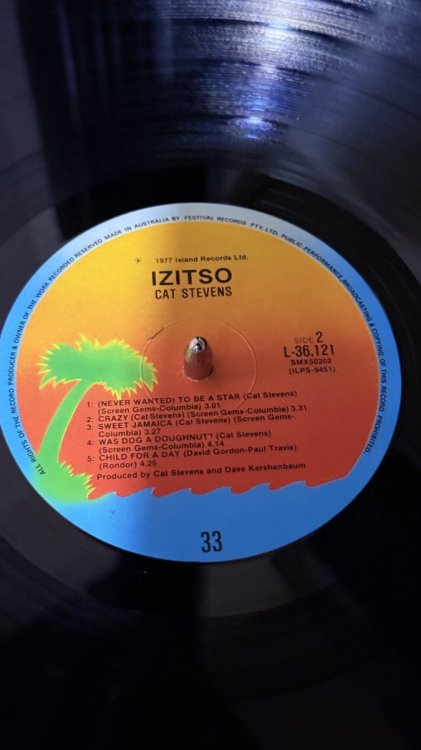 ALL RIGHTS OF THE RECORD PRODUCER & OWNER OF THE WORK RECORDED RESERVED MADE IN AUSTRALIA BY FESTIVAL RECORDS PTY. LTD. PUBLIC PERFORMANCE, BROADCASTING & COPYING OF THIS RECORD PROHIBITED
℗ 1977 Island Records Ltd.
IZITSO
CAT STEVENS
SIDE 2
L-36.121
SMX50202
(ILPS-9451)
1: (NEVER WANTED) TO BE A STAR (Cat Stevens)
(Screen Gems-Columbia) 3.01
2: CRAZY (Cat Stevens) (Screen Gems-Columbia) 3.31
3: SWEET JAMAICA (Cat Stevens) (Screen Gems-
Columbia) 3.27
4: WAS DOG A DOUGHNUT? (Cat Stevens)
(Screen Gems-Columbia) 4.14
5: CHILD FOR A DAY (David Gordon-Paul Travis)
(Rondor) 4.25
Produced by Cat Stevens and Dave Kershenbaum
33